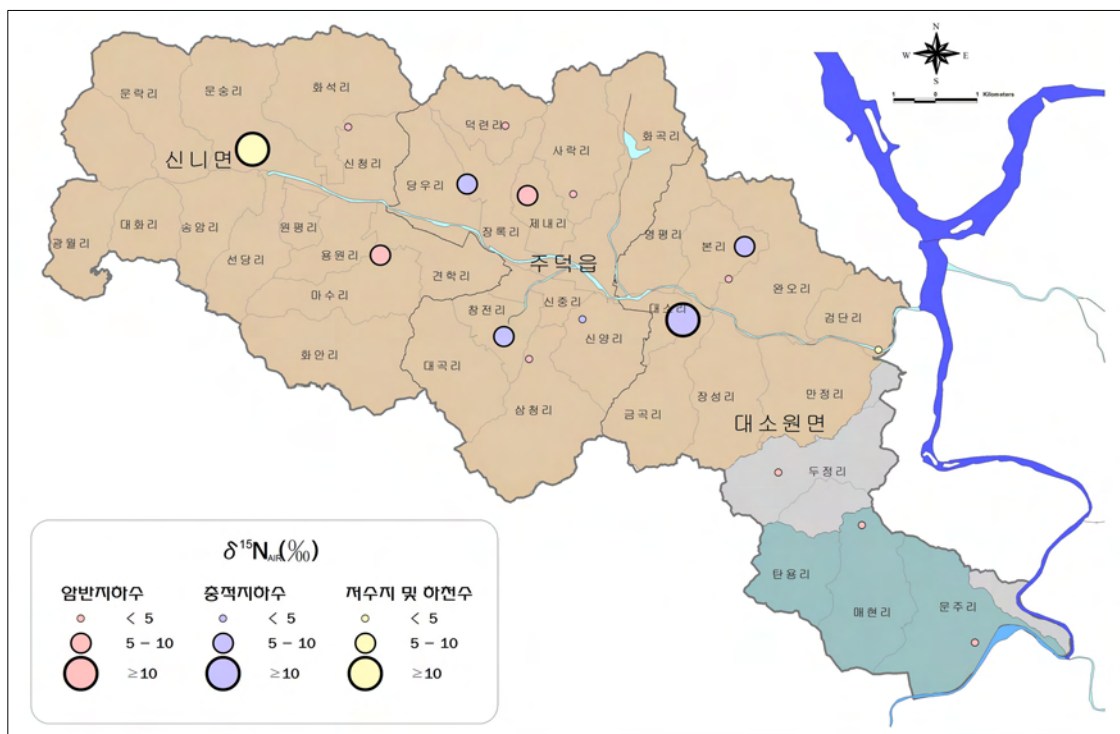 N
W E
S
1 0 1 Kilometers
문락리
문숭리
화석리
신니면
신청리
덕련리
사락리
화곡리
당우리
광월리
대화리
송암리
원평리
장록리
제내리
영평리
본리
선당리
용원리
견학리
주덕읍
완오리
마수리
창전리
신중리
대소리
검단리
신양리
화안리
대곡리
장성리
만정리
삼청리
금곡리
대소원면
두정리
탄용리
매현리
문주리
δ15NAIR(‰)
암반지하수 충적지하수 저수지 및 하천수
< 5 < 5 < 5
5 – 10 5 – 10 5 – 10
≥10 ≥10 ≥10